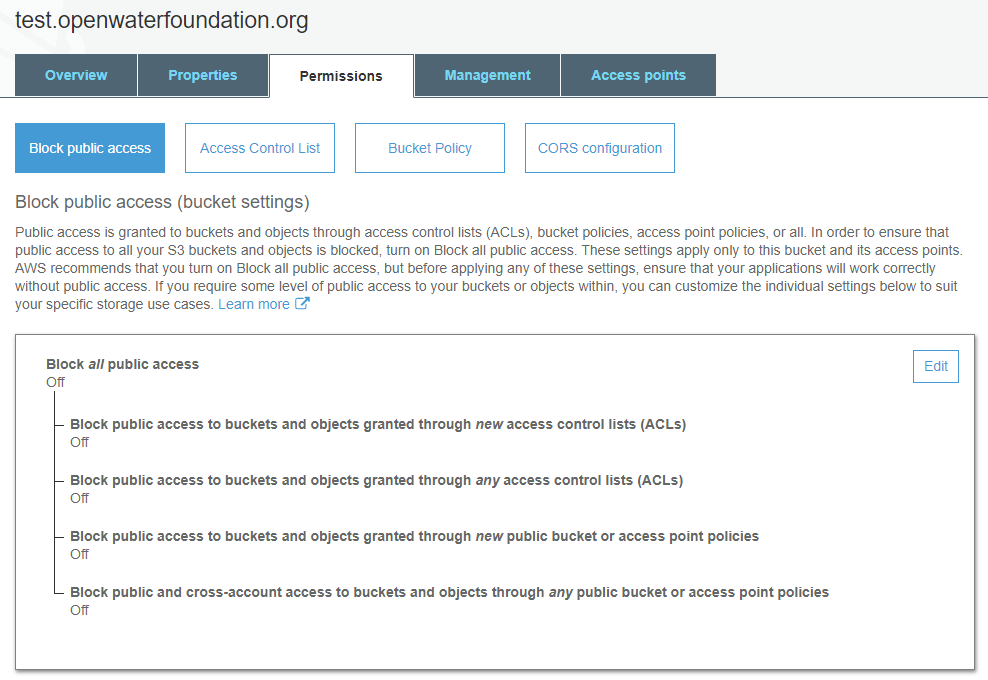 test.openwaterfoundation.org
Overview
Properties
Permissions
Management
Access points
Block public access
Access Control List
Bucket Policy
CORS configuration
Block public access (bucket settings)
Public access is granted to buckets and objects through access control lists (ACLs), bucket policies, access point policies, or all. In order to ensure that
public access to all your S3 buckets and objects is blocked, turn on Block all public access. These settings apply only to this bucket and its access points.
AWS recommends that you turn on Block all public access, but before applying any of these settings, ensure that your applications will work correctly
without public access. If you require some level of public access to your buckets or objects within, you can customize the individual settings below to suit
your specific storage use cases. Learn more
Block all public access
Edit
Off
Block public access to buckets and objects granted through new access control lists (ACLs)
Off
Block public access to buckets and objects granted through any access control lists (ACLs)
Off
Block public access to buckets and objects granted through new public bucket or access point policies
Off
Block public and cross-account access to buckets and objects through any public bucket or access point policies
Off